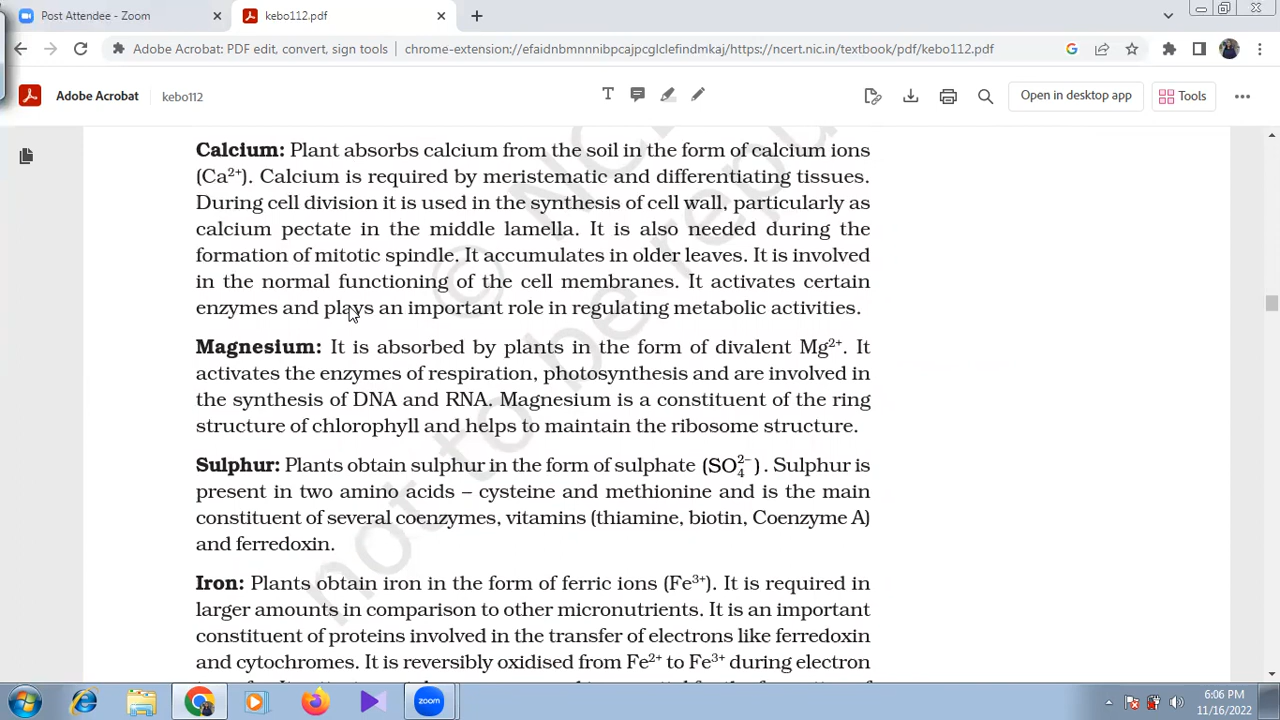 Post Attendee - Zoom
kebo112.pdf
Adobe Acrobat: PDF edit, convert, sign tools | chrome-extension://efaidnbmnnnibpcajpcglclefindmkaj/https://ncert.nic.in/textbook/pdf/kebo112.pdf
Adobe Acrobat kebo112
Open in desktop app
Tools
Calcium: Plant absorbs calcium from the soil in the form of calcium ions
(Ca²⁺). Calcium is required by meristematic and differentiating tissues.
During cell division it is used in the synthesis of cell wall, particularly as
calcium pectate in the middle lamella. It is also needed during the
formation of mitotic spindle. It accumulates in older leaves. It is involved
in the normal functioning of the cell membranes. It activates certain
enzymes and plays an important role in regulating metabolic activities.
Magnesium: It is absorbed by plants in the form of divalent Mg²⁺. It
activates the enzymes of respiration, photosynthesis and are involved in
the synthesis of DNA and RNA. Magnesium is a constituent of the ring
structure of chlorophyll and helps to maintain the ribosome structure.
Sulphur: Plants obtain sulphur in the form of sulphate (SO₄²⁻). Sulphur is
present in two amino acids – cysteine and methionine and is the main
constituent of several coenzymes, vitamins (thiamine, biotin, Coenzyme A)
and ferredoxin.
Iron: Plants obtain iron in the form of ferric ions (Fe³⁺). It is required in
larger amounts in comparison to other micronutrients. It is an important
constituent of proteins involved in the transfer of electrons like ferredoxin
and cytochromes. It is reversibly oxidised from Fe²⁺ to Fe³⁺ during electron
not to be repu
© NC
zoom
6:06 PM
11/16/2022